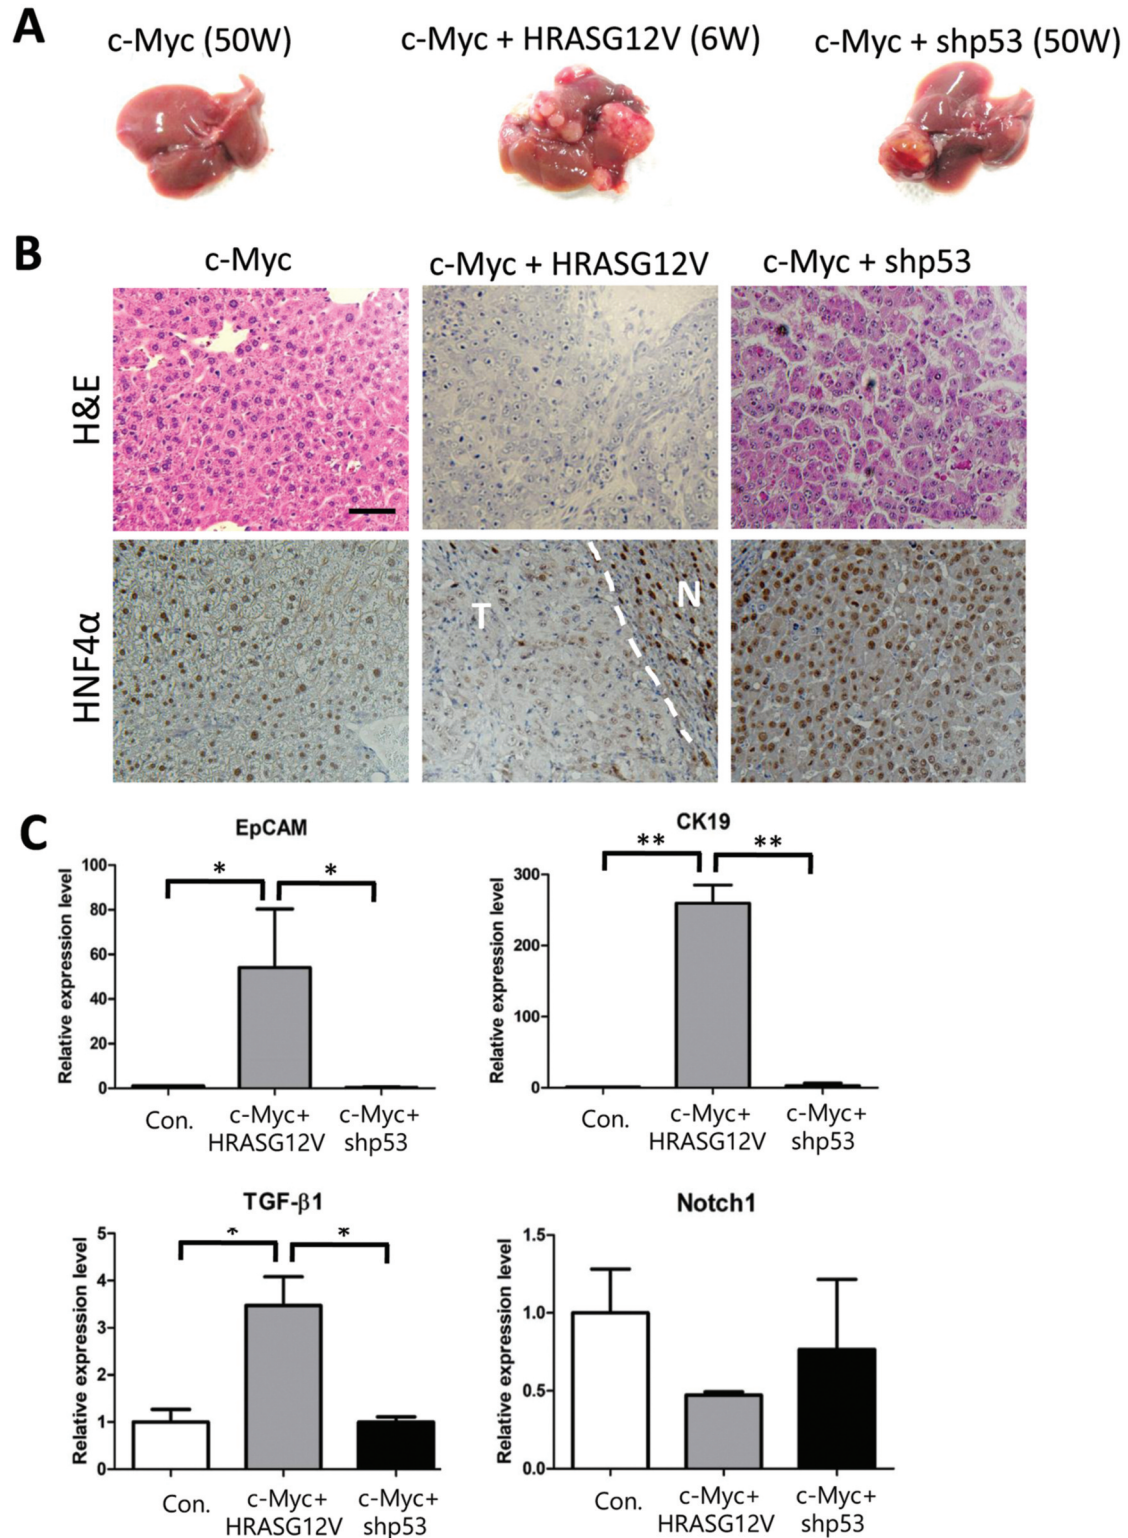 A
c-Myc (50W)
c-Myc + HRASG12V (6W)
c-Myc + shp53 (50W)
B
c-Myc
c-Myc + HRASG12V
c-Myc + shp53
H&E
HNF4α
T
N
C
EpCAM
Relative expression level
100
80
60
40
20
0
*
*
Con.
c-Myc+
HRASG12V
c-Myc+
shp53
CK19
Relative expression level
300
200
100
0
**
**
Con.
c-Myc+
HRASG12V
c-Myc+
shp53
TGF-β1
Relative expression level
5
4
3
2
1
0
*
*
Con.
c-Myc+
HRASG12V
c-Myc+
shp53
Notch1
Relative expression level
1.5
1.0
0.5
0.0
Con.
c-Myc+
HRASG12V
c-Myc+
shp53